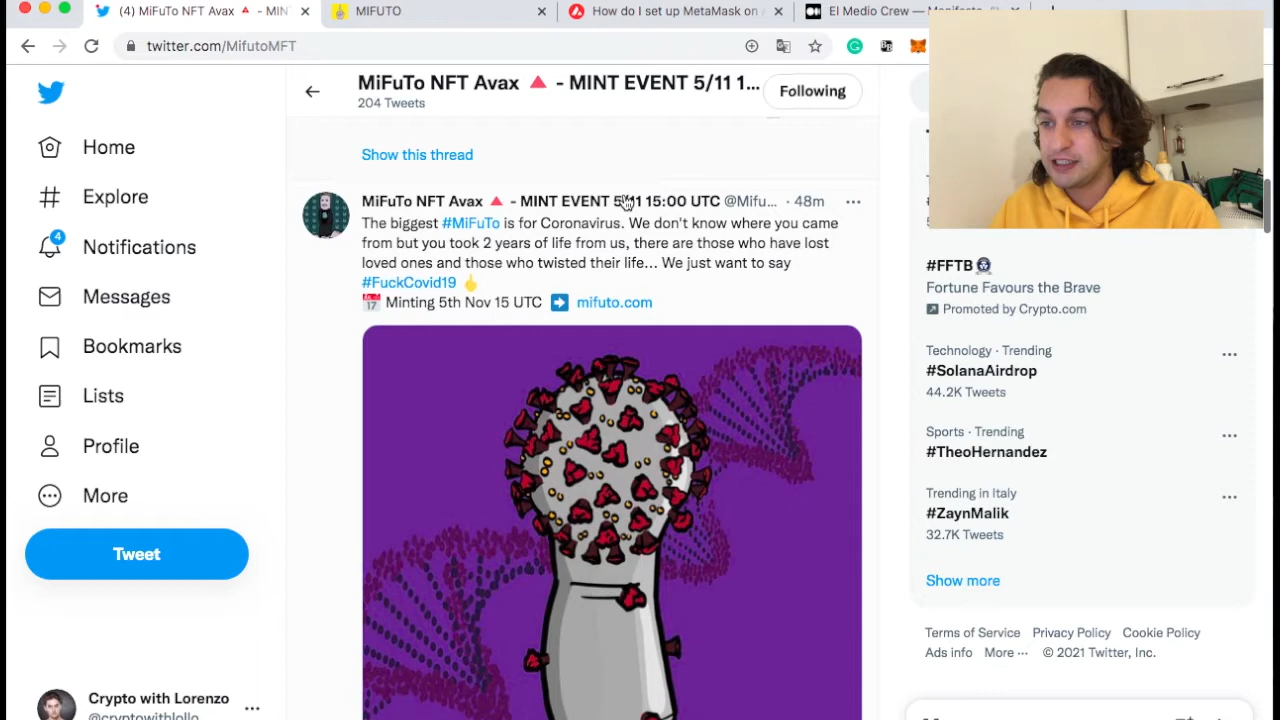 (4) MiFuTo NFT Avax 🔺 - MIN
MIFUTO
How do I set up MetaMask on
El Medio Crew — Manifesto
twitter.com/MifutoMFT
MiFuTo NFT Avax 🔺 - MINT EVENT 5/11 1...
204 Tweets
Following
Home
Explore
4
Notifications
Messages
Bookmarks
Lists
Profile
More
Tweet
Crypto with Lorenzo
@cryptowithlollo
Show this thread
MiFuTo NFT Avax 🔺 - MINT EVENT 5/11 15:00 UTC @Mifu... · 48m
The biggest #MiFuTo is for Coronavirus. We don't know where you came
from but you took 2 years of life from us, there are those who have lost
loved ones and those who twisted their life... We just want to say
#FuckCovid19 🖕
📅 Minting 5th Nov 15 UTC ➡️ mifuto.com
#FFTB
Fortune Favours the Brave
Promoted by Crypto.com
Technology · Trending
#SolanaAirdrop
44.2K Tweets
Sports · Trending
#TheoHernandez
Trending in Italy
#ZaynMalik
32.7K Tweets
Show more
Terms of Service Privacy Policy Cookie Policy
Ads info More ··· © 2021 Twitter, Inc.